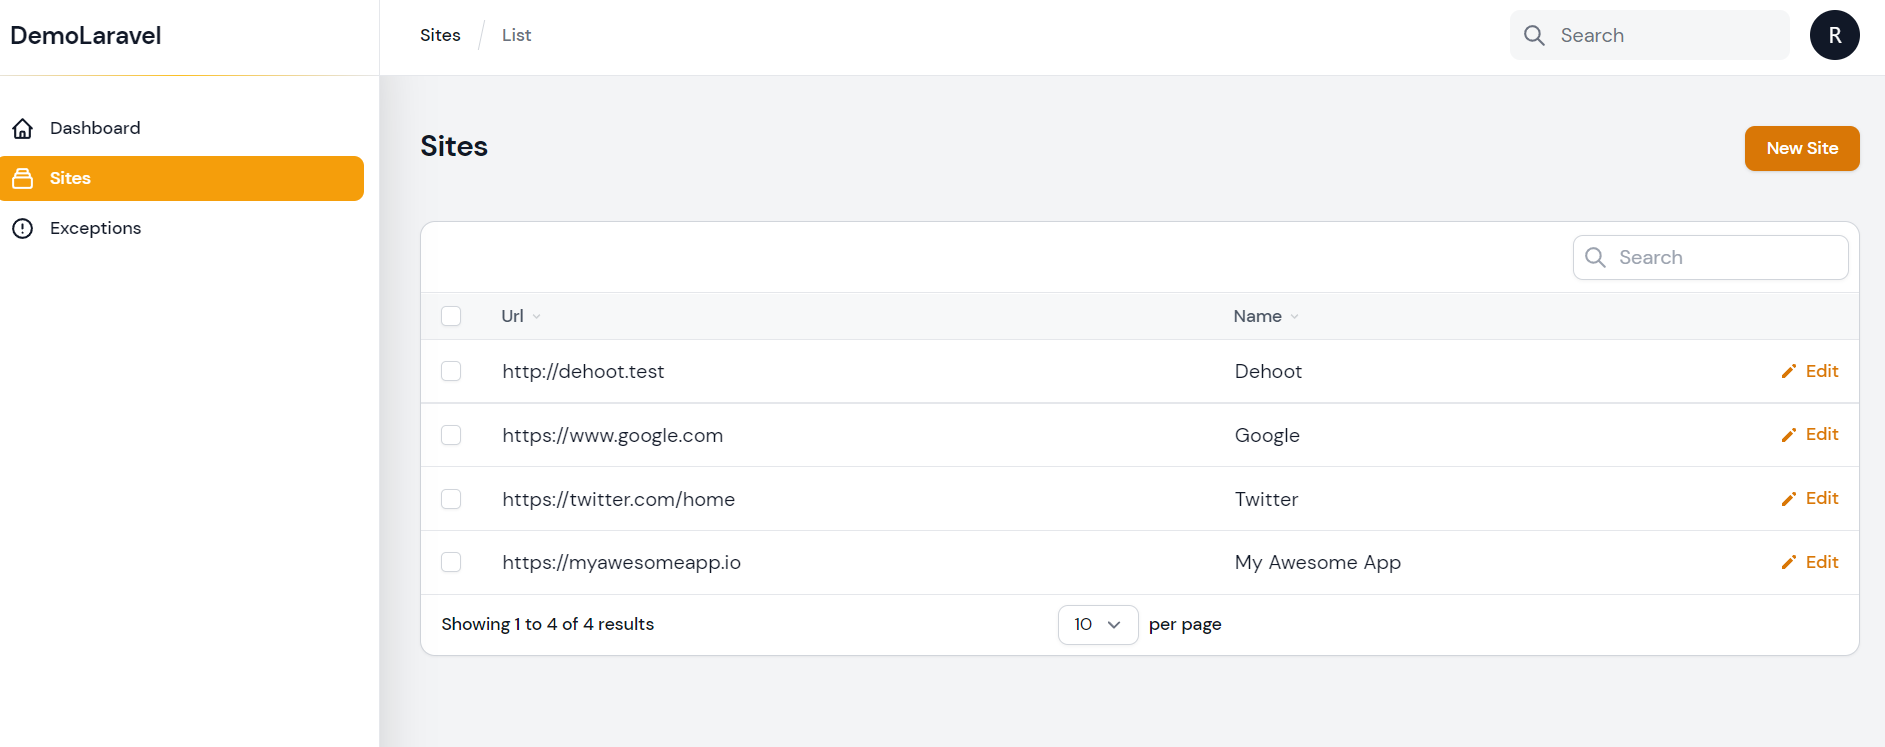 DemoLaravel
Sites / List
Search
R
Dashboard
Sites
Exceptions
Sites
New Site
Search
Url Name
http://dehoot.test Dehoot Edit
https://www.google.com Google Edit
https://twitter.com/home Twitter Edit
https://myawesomeapp.io My Awesome App Edit
Showing 1 to 4 of 4 results 10 per page